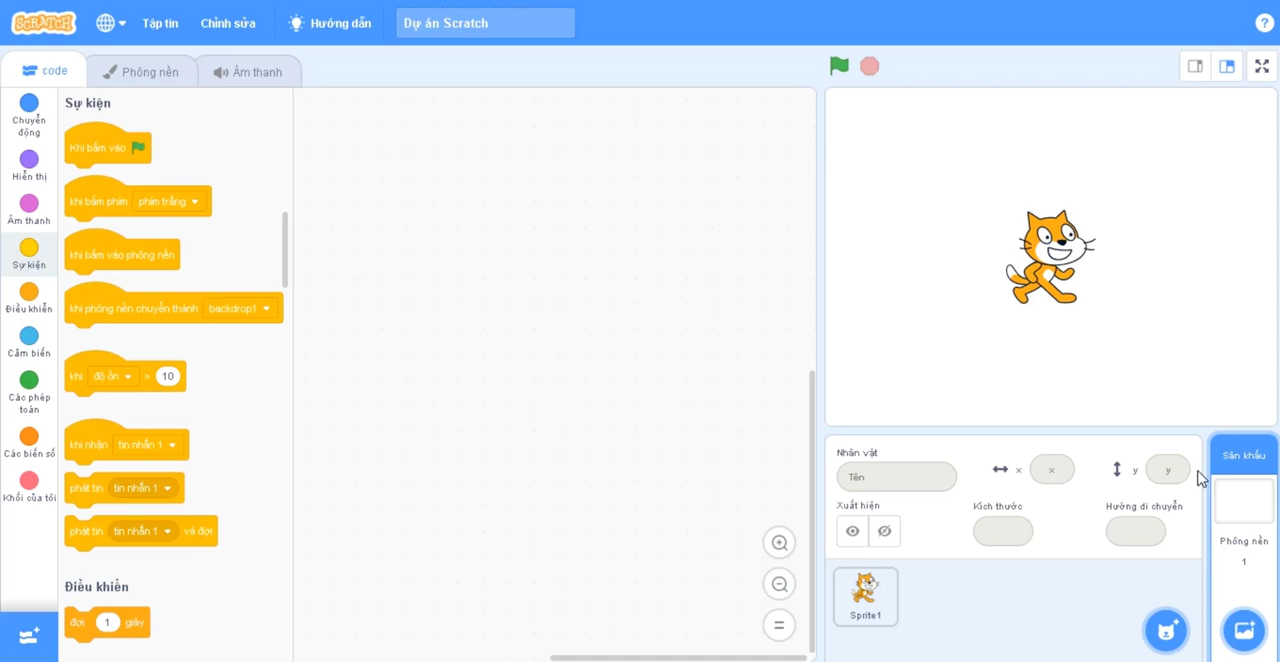 SCRATCH Tập tin Chỉnh sửa Hướng dẫn Dự án Scratch ?
code Phông nền Âm thanh
Chuyển
động
Hiển thị
Âm thanh
Sự kiện
Điều khiển
Cảm biến
Các phép
toán
Các biến số
Khối của tôi
Sự kiện
Khi bấm vào
khi bấm phím phím trắng
khi bấm vào phông nền
khi phông nền chuyển thành backdrop1
khi độ ồn > 10
khi nhận tin nhắn 1
phát tin tin nhắn 1
phát tin tin nhắn 1 và đợi
Điều khiển
đợi 1 giây
Nhân vật
Tên
x x
y y
Xuất hiện
Kích thước
Hướng di chuyển
Sprite1
Sân khấu
Phông nền
1